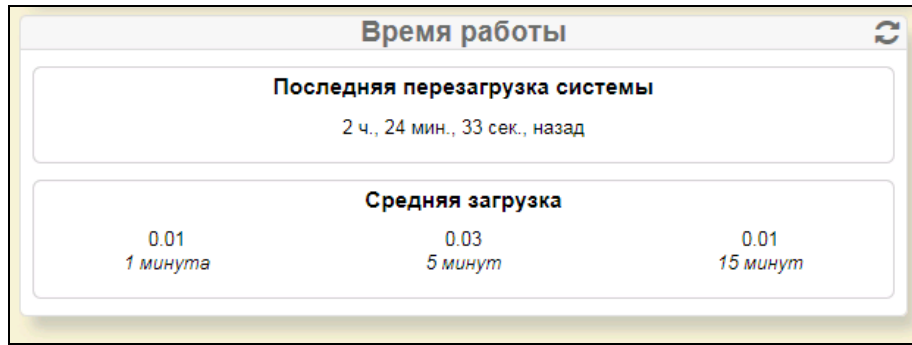 Время работы
Последняя перезагрузка системы
2 ч., 24 мин., 33 сек., назад
Средняя загрузка
0.01 0.03 0.01
1 минута 5 минут 15 минут